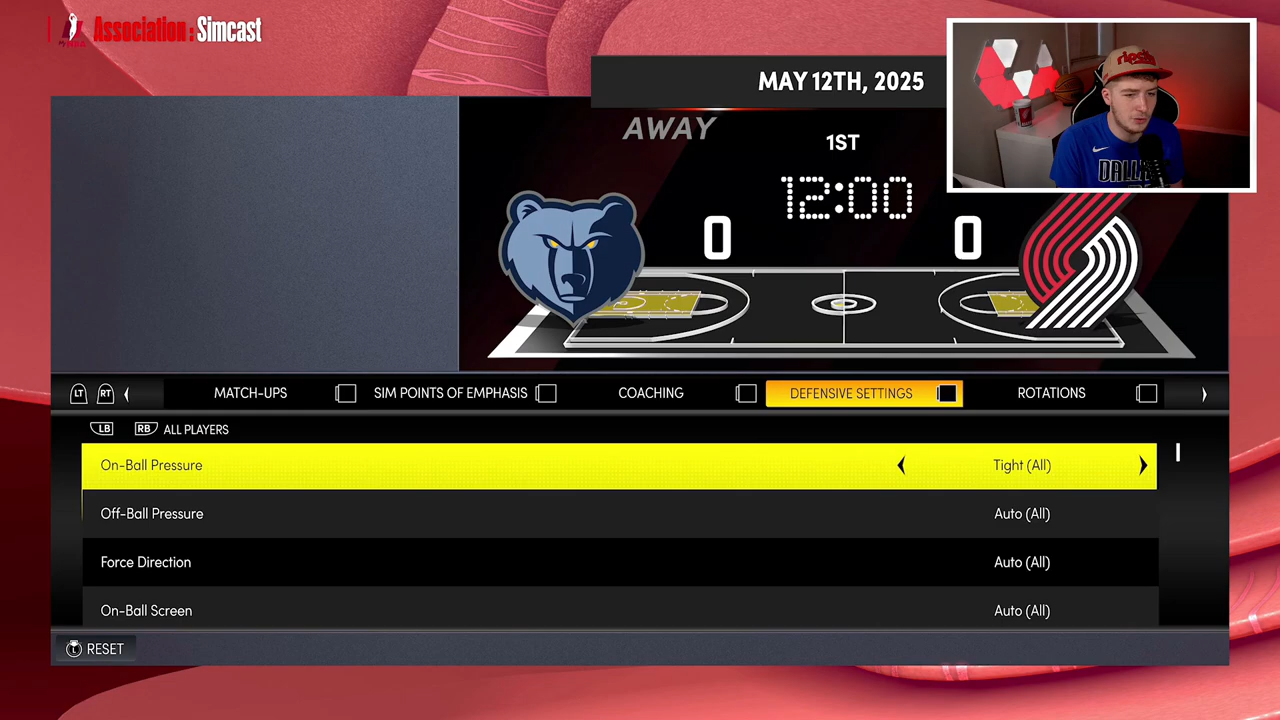 Association: Simcast
MAY 12TH, 2025
AWAY
1ST
12:00
0
0
LT RT MATCH-UPS SIM POINTS OF EMPHASIS COACHING DEFENSIVE SETTINGS ROTATIONS
LB RB ALL PLAYERS
On-Ball Pressure Tight (All)
Off-Ball Pressure Auto (All)
Force Direction Auto (All)
On-Ball Screen Auto (All)
RESET